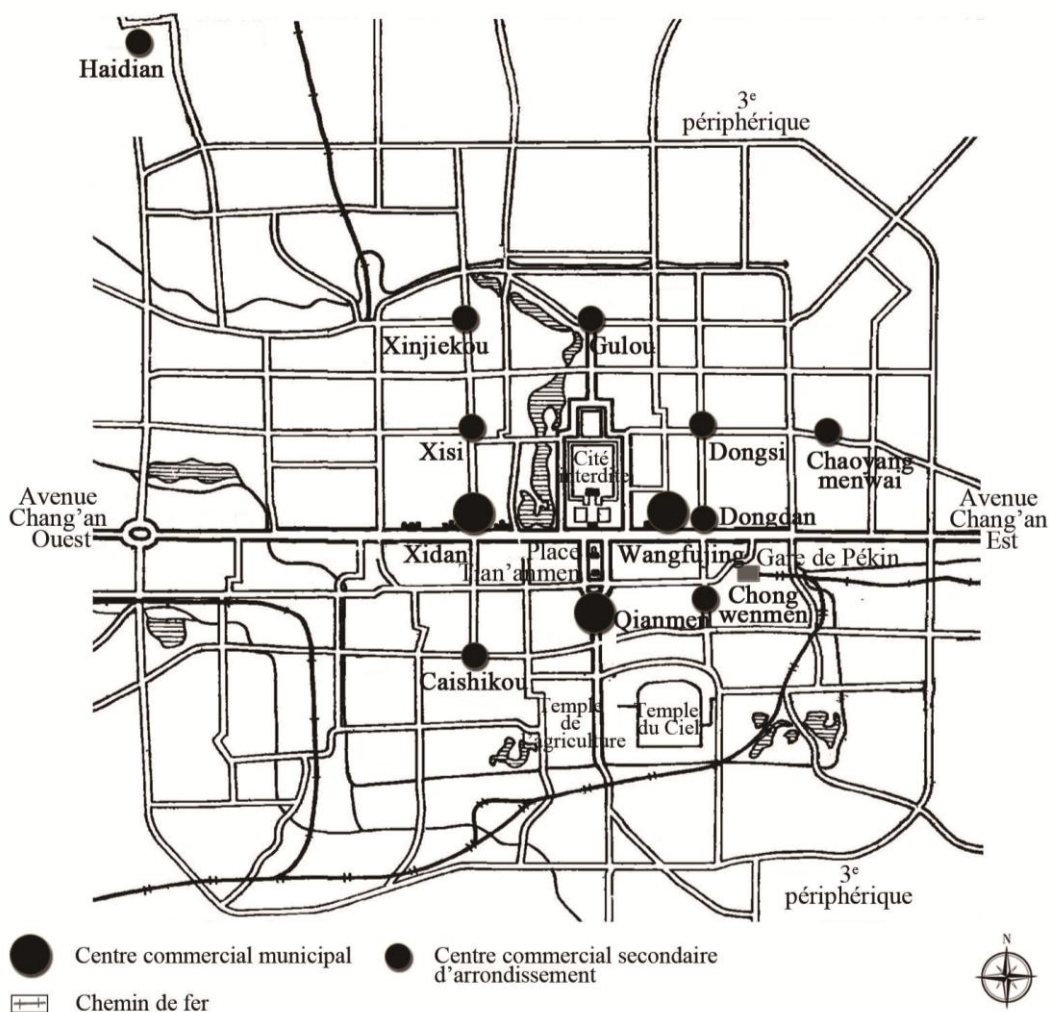 Haidian
3e
périphérique
Xinjiekou
Gulou
Xisi
Cité
interdite
Dongsi
Chaoyang
menwai
Avenue
Chang'an
Ouest
Avenue
Chang'an
Est
Xidan
Place
Tian'anmen
Wangfujing
Dongdan
Gare de Pékin
Qianmen
Chong
wenmen
Caishikou
Temple
de
l'agriculture
Temple
du Ciel
3e
périphérique
Centre commercial municipal
Centre commercial secondaire
d'arrondissement
Chemin de fer
N